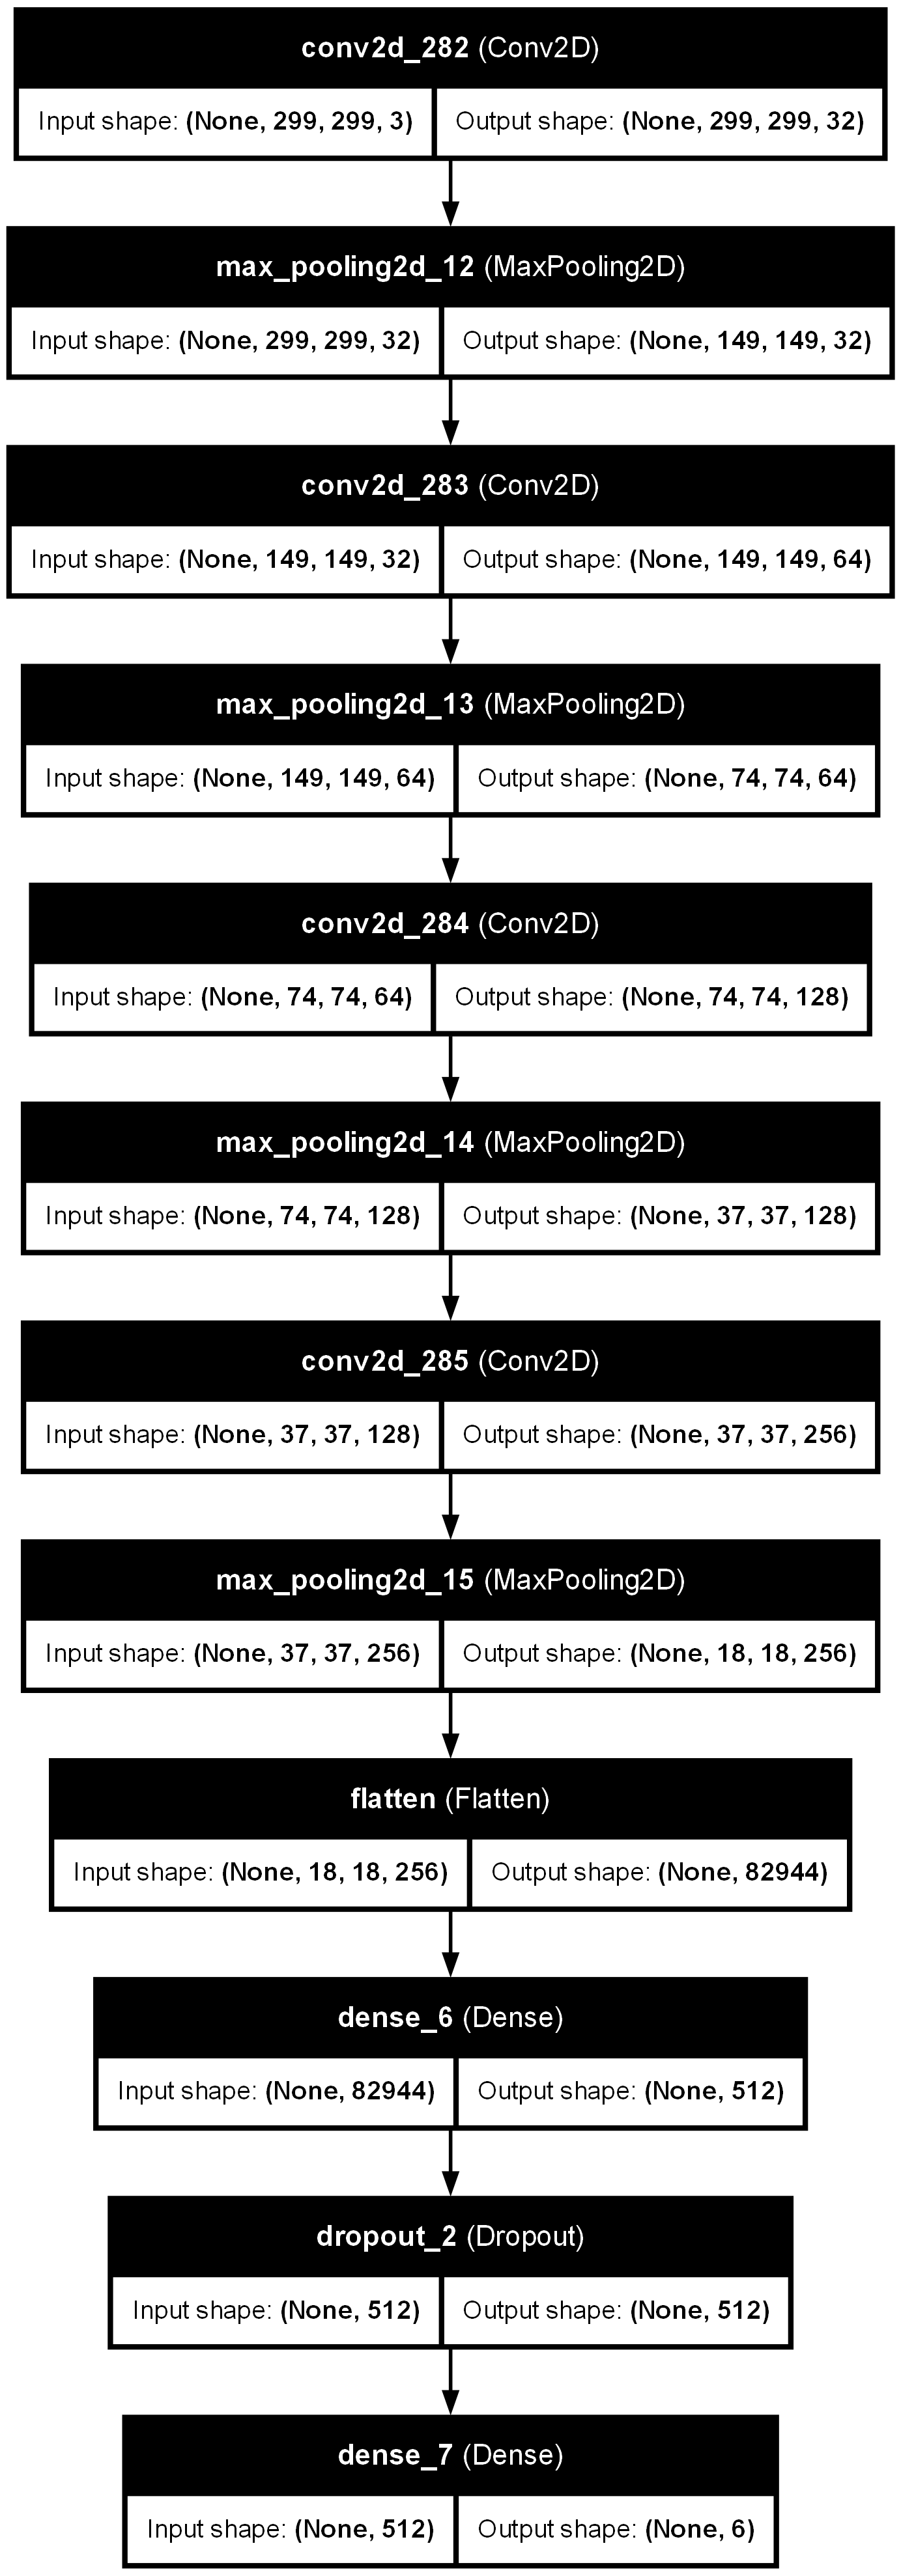 conv2d_282 (Conv2D)
Input shape: (None, 299, 299, 3) Output shape: (None, 299, 299, 32)
max_pooling2d_12 (MaxPooling2D)
Input shape: (None, 299, 299, 32) Output shape: (None, 149, 149, 32)
conv2d_283 (Conv2D)
Input shape: (None, 149, 149, 32) Output shape: (None, 149, 149, 64)
max_pooling2d_13 (MaxPooling2D)
Input shape: (None, 149, 149, 64) Output shape: (None, 74, 74, 64)
conv2d_284 (Conv2D)
Input shape: (None, 74, 74, 64) Output shape: (None, 74, 74, 128)
max_pooling2d_14 (MaxPooling2D)
Input shape: (None, 74, 74, 128) Output shape: (None, 37, 37, 128)
conv2d_285 (Conv2D)
Input shape: (None, 37, 37, 128) Output shape: (None, 37, 37, 256)
max_pooling2d_15 (MaxPooling2D)
Input shape: (None, 37, 37, 256) Output shape: (None, 18, 18, 256)
flatten (Flatten)
Input shape: (None, 18, 18, 256) Output shape: (None, 82944)
dense_6 (Dense)
Input shape: (None, 82944) Output shape: (None, 512)
dropout_2 (Dropout)
Input shape: (None, 512) Output shape: (None, 512)
dense_7 (Dense)
Input shape: (None, 512) Output shape: (None, 6)